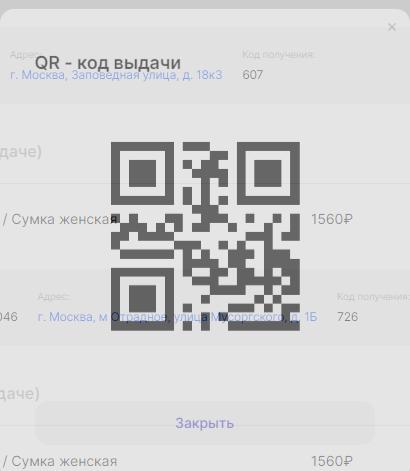 ×
Адрес: Код получения:
QR - код выдачи
г. Москва, Заповедная улица, д. 18к3 607
даче)
/ Сумка женская 1560₽
Адрес: Код получения:
046 г. Москва, м Отрадное, улица Мусоргского, д. 1Б 726
даче)
Закрыть
/ Сумка женская 1560₽